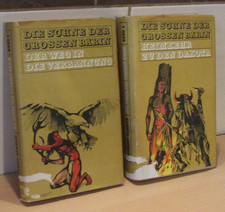 DIE SÖHNE DER
GROSSEN BÄRIN
DER WEG IN
DIE VERBANNUNG
DIE SÖHNE DER
GROSSEN BÄRIN
HEIMKEHR
ZU DEN DAKOTA